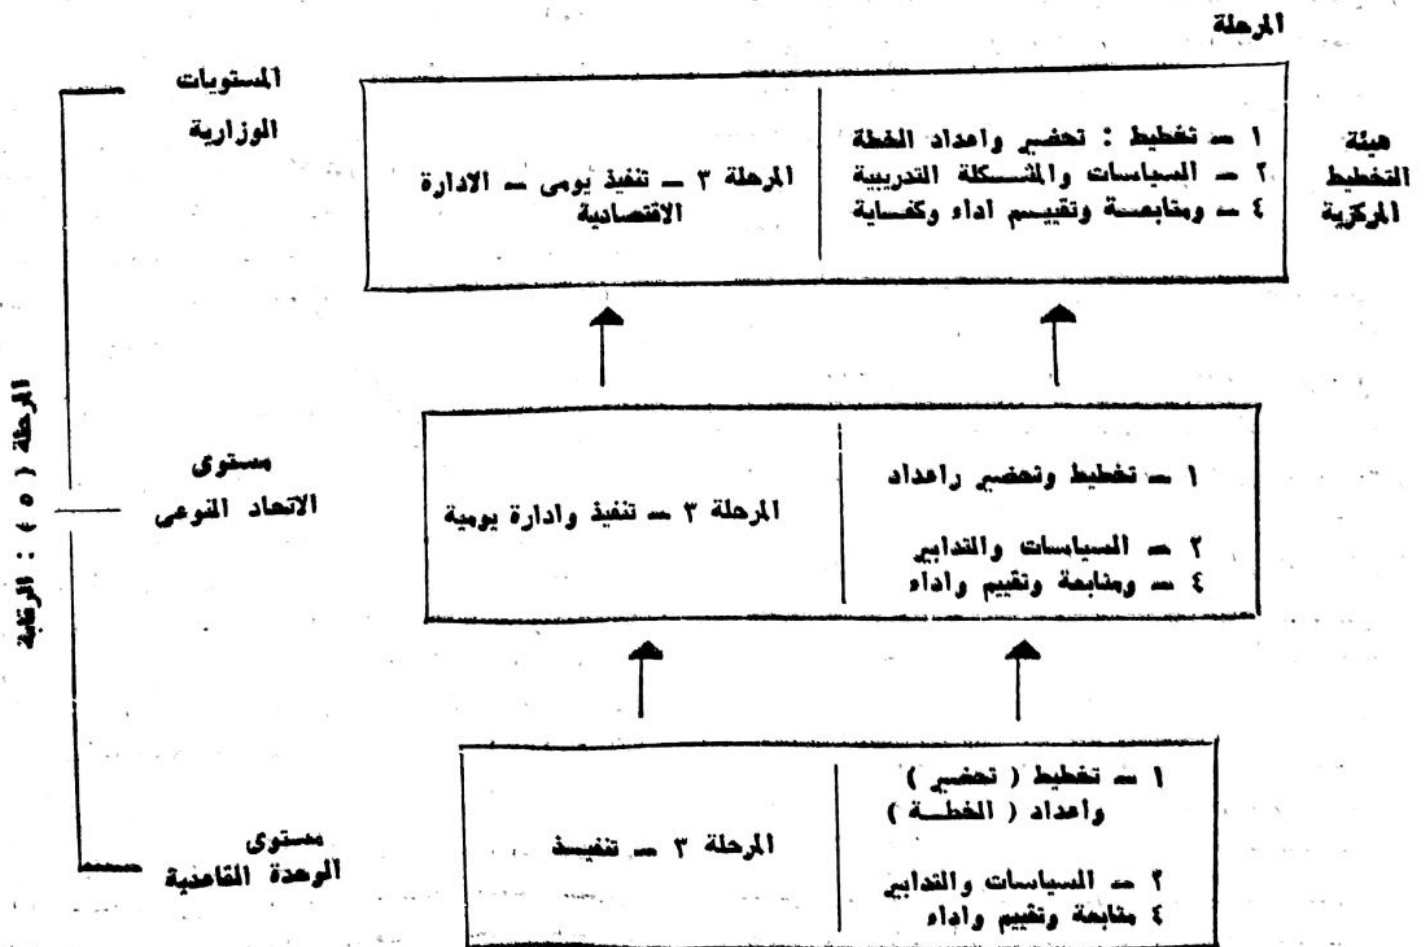 المرحلة
هيئة
التخطيط
المركزية
١ — تخطيط : تحضير واعداد الخطة
٢ — السياسات والمشكلة التدريبية
٤ — ومتابعة وتقييم اداء وكفاية
المرحلة ٣ — تنفيذ يومى — الادارة
الاقتصادية
المستويات
الوزارية
١ — تخطيط وتحضير راعداد
٢ — السياسات والتدابير
٤ — ومتابعة وتقييم واداء
المرحلة ٣ — تنفيذ وادارة يومية
مستوى
الاتحاد النوعى
١ — تخطيط ( تحضير )
واعداد ( الخطة )
٢ — السياسات والتدابير
٤ متابعة وتقييم واداء
المرحلة ٣ — تنفيذ
مستوى
الوحدة القاعدية
المرحلة ( ٥ ) : الرقابة